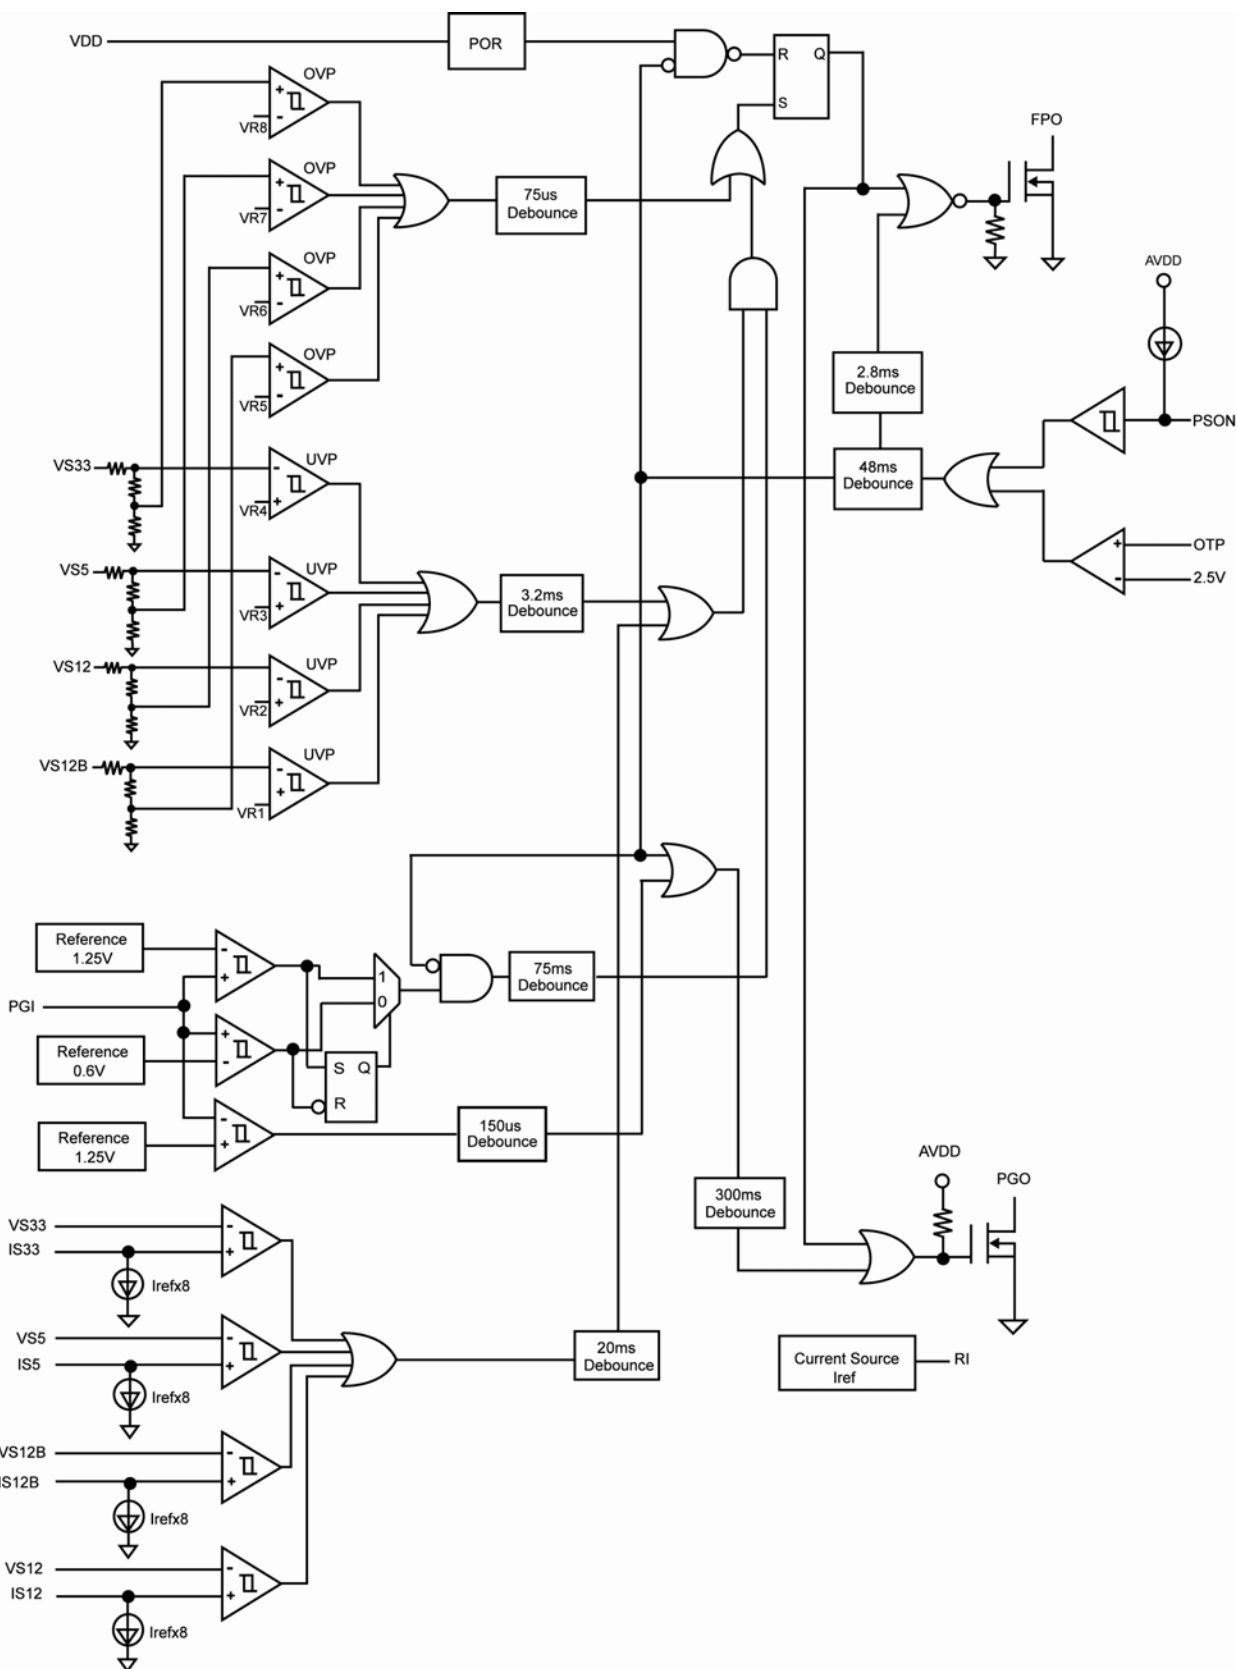 VDD
POR
R Q
S
OVP
+
-
VR8
OVP
+
-
VR7
OVP
+
-
VR6
OVP
+
-
VR5
75us
Debounce
FPO
AVDD
2.8ms
Debounce
PSON
48ms
Debounce
+
-
OTP
2.5V
VS33
UVP
-
+
VR4
VS5
UVP
-
+
VR3
VS12
UVP
-
+
VR2
VS12B
UVP
-
+
VR1
3.2ms
Debounce
Reference
1.25V
-
+
PGI
1
0
75ms
Debounce
Reference
0.6V
+
-
S Q
R
Reference
1.25V
-
+
150us
Debounce
300ms
Debounce
AVDD
PGO
VS33
IS33
-
+
Irefx8
VS5
IS5
-
+
Irefx8
20ms
Debounce
Current Source
Iref
RI
VS12B
IS12B
-
+
Irefx8
VS12
IS12
-
+
Irefx8